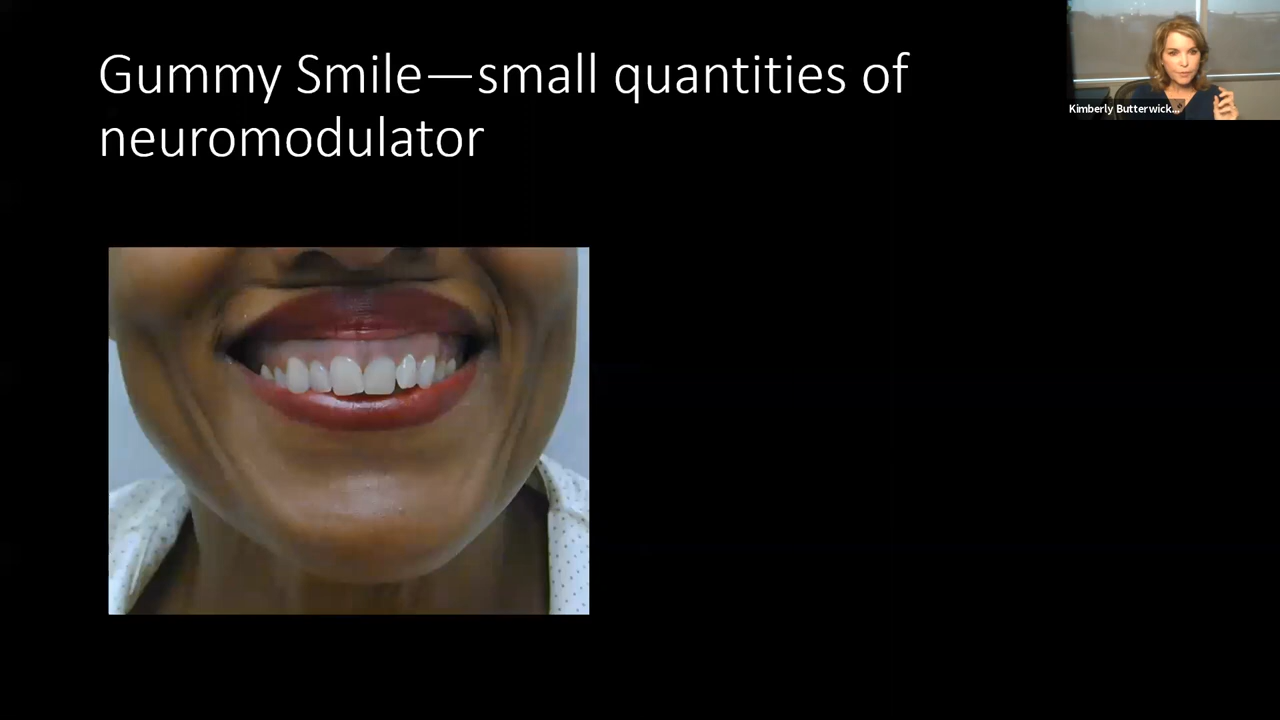 Gummy Smile—small quantities of
neuromodulator
Kimberly Butterwick...